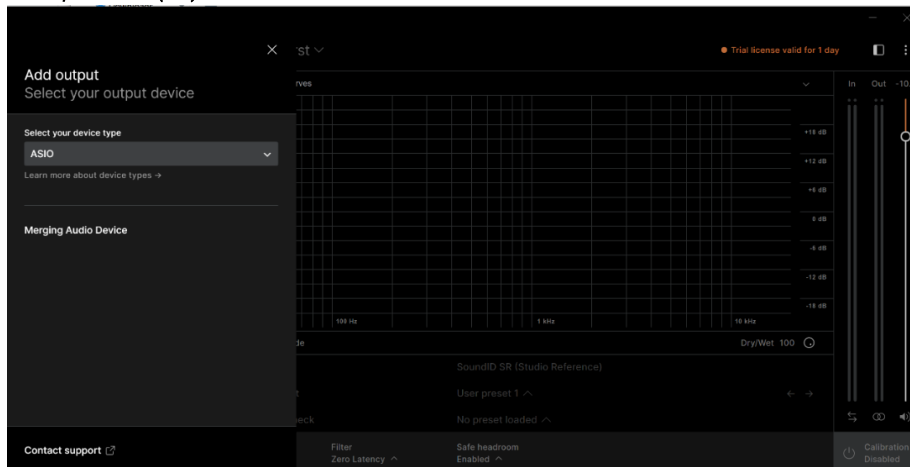 st
Trial license valid for 1 day
Add output
Select your output device
rves
In Out -10.
Select your device type
ASIO
Learn more about device types →
Merging Audio Device
+18 dB
+12 dB
+6 dB
0 dB
-6 dB
-12 dB
-18 dB
100 Hz 1 kHz 10 kHz
de
Dry/Wet 100
SoundID SR (Studio Reference)
t
User preset 1
← →
eck
No preset loaded
Contact support
Filter
Zero Latency
Safe headroom
Enabled
Calibration
Disabled